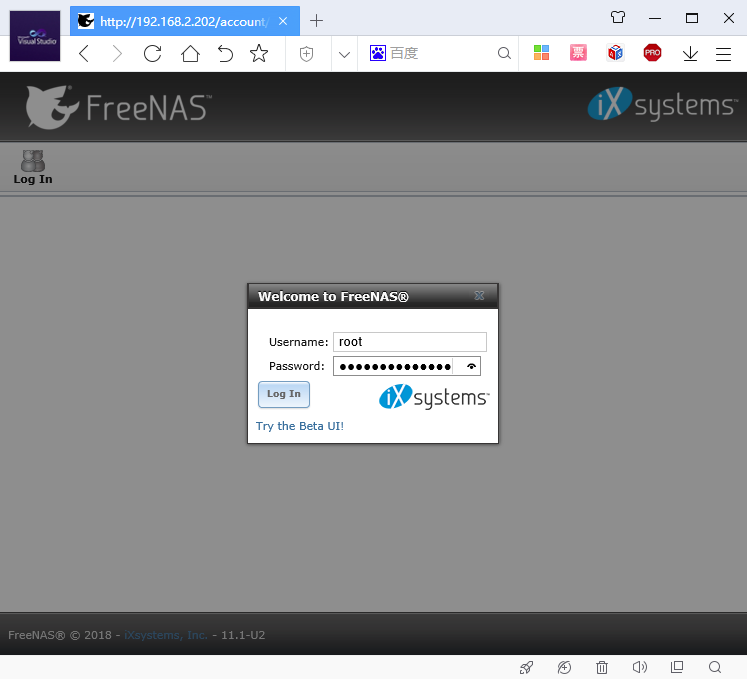 Visual Studio
http://192.168.2.202/account/
百度
票
PRO
FreeNAS™
iXsystems™
Log In
Welcome to FreeNAS®
Username: root
Password: ●●●●●●●●●●●●●●
Log In
iXsystems™
Try the Beta UI!
FreeNAS® © 2018 - iXsystems, Inc. - 11.1-U2